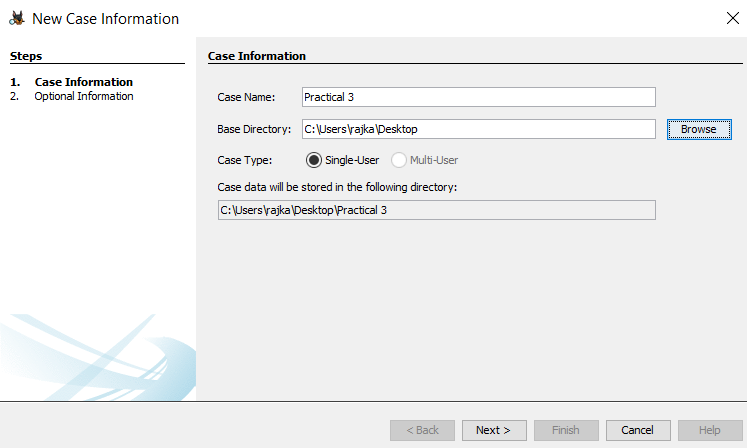 New Case Information
Steps
1. Case Information
2. Optional Information
Case Information
Case Name: Practical 3
Base Directory: C:\Users\rajka\Desktop Browse
Case Type: Single-User Multi-User
Case data will be stored in the following directory:
C:\Users\rajka\Desktop\Practical 3
< Back Next > Finish Cancel Help